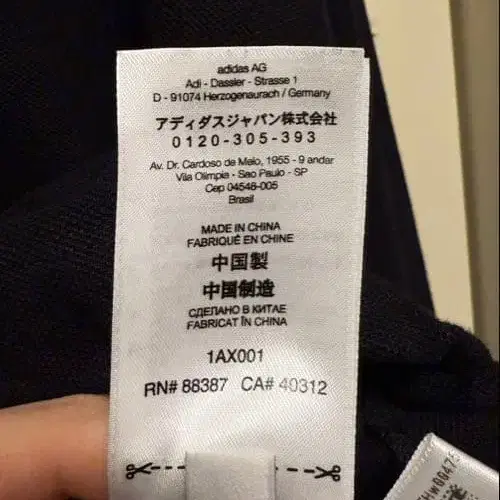 adidas AG
Adi - Dassler - Strasse 1
D - 91074 Herzogenaurach / Germany
アディダスジャパン株式会社
0120-305-393
Av. Dr. Cardoso de Melo, 1955 - 9 andar
Vila Olimpia - Sao Paulo - SP
Cep 04548-005
Brasil
MADE IN CHINA
FABRIQUÉ EN CHINE
中国製
中国制造
СДЕЛАНО В КИТАЕ
FABRICAT ÎN CHINA
1AX001
RN# 88387 CA# 40312